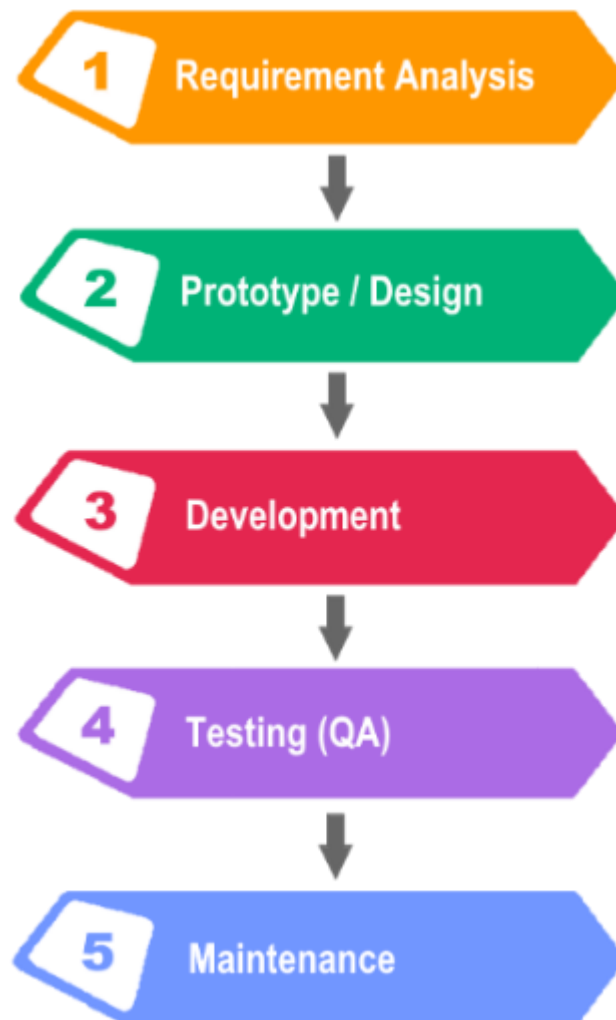 1 Requirement Analysis
2 Prototype / Design
3 Development
4 Testing (QA)
5 Maintenance